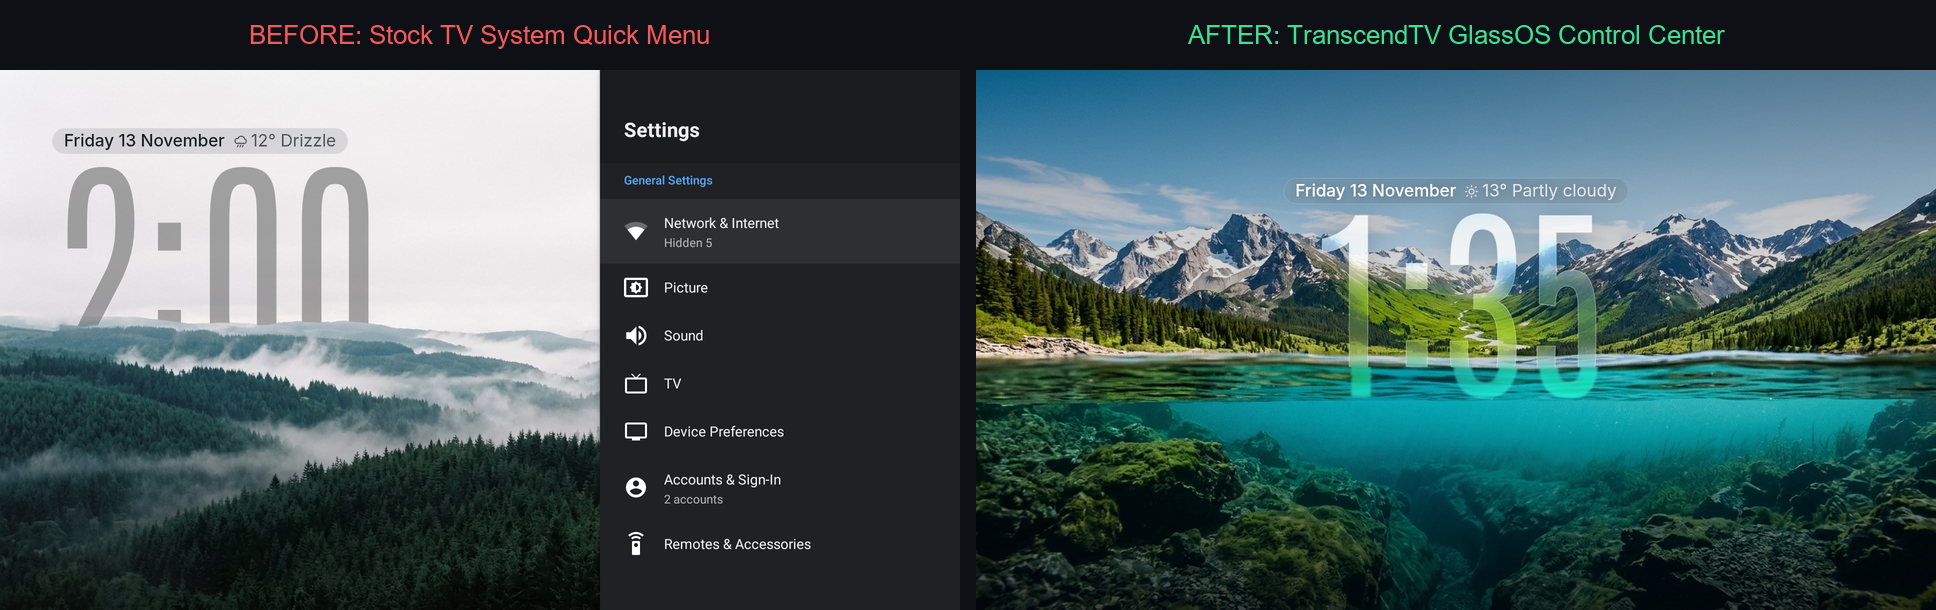 BEFORE: Stock TV System Quick Menu
Friday 13 November 12° Drizzle
2:00
Settings
General Settings
Network & Internet
Hidden 5
Picture
Sound
TV
Device Preferences
Accounts & Sign-In
2 accounts
Remotes & Accessories
AFTER: TranscendTV GlassOS Control Center
Friday 13 November 13° Partly cloudy
1:35